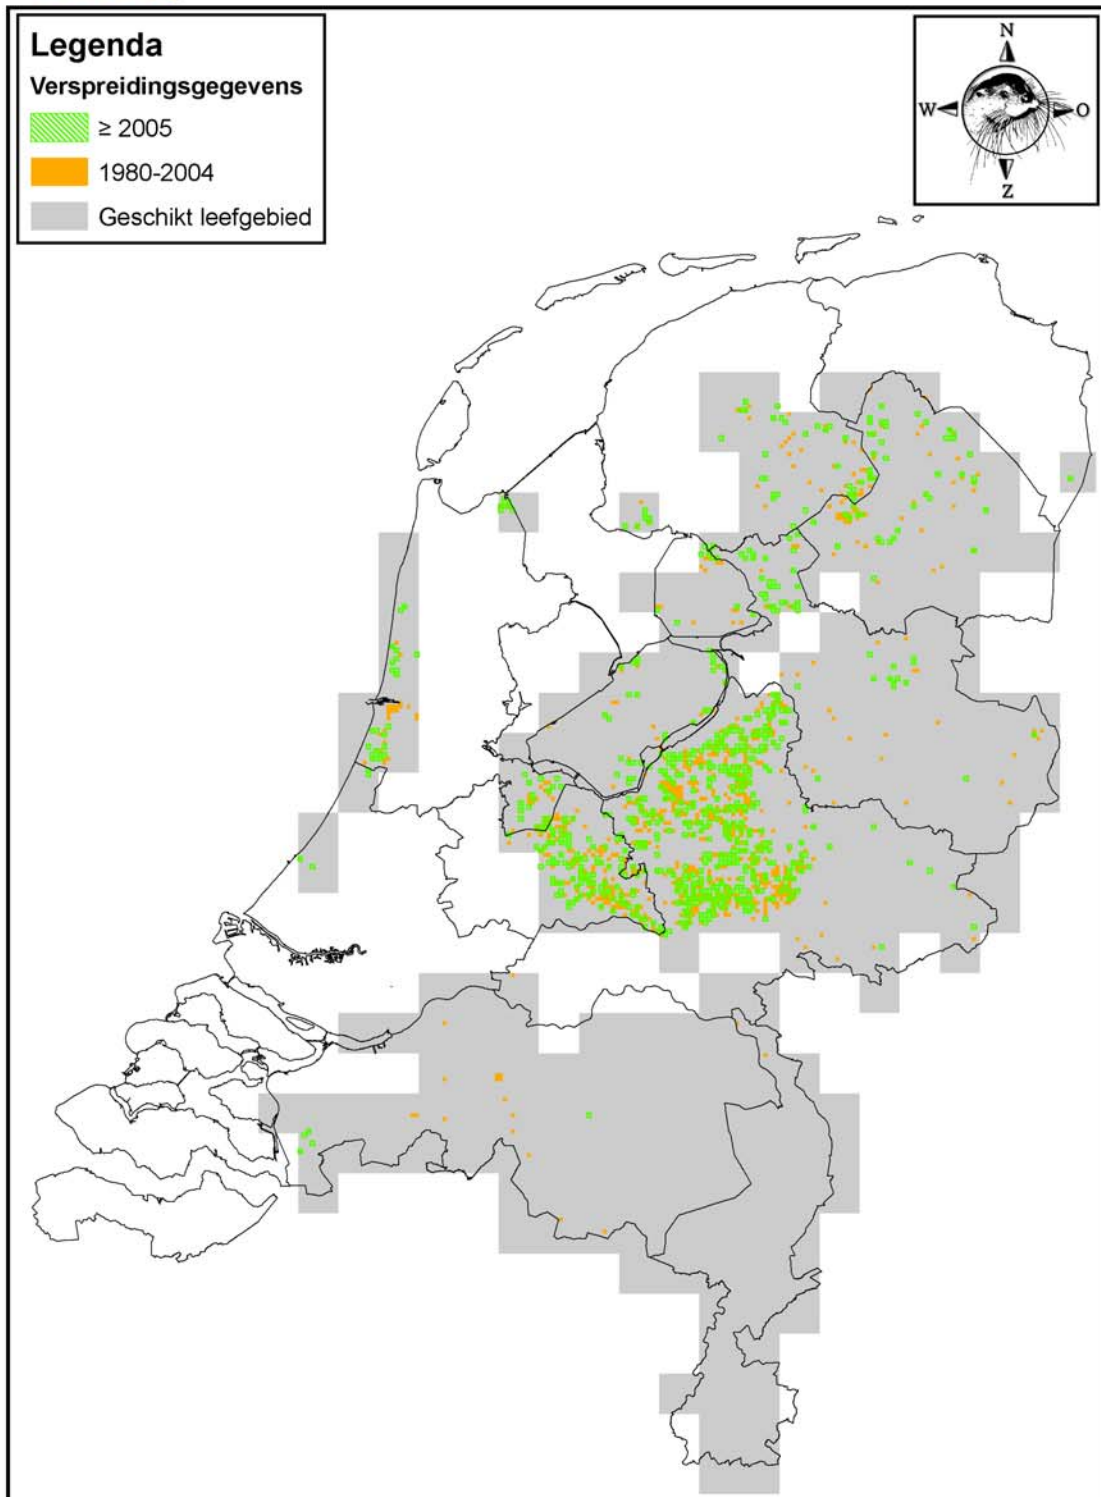 Legenda
Verspreidingsgegevens
≥ 2005
1980-2004
Geschikt leefgebied
N
W
O
Z